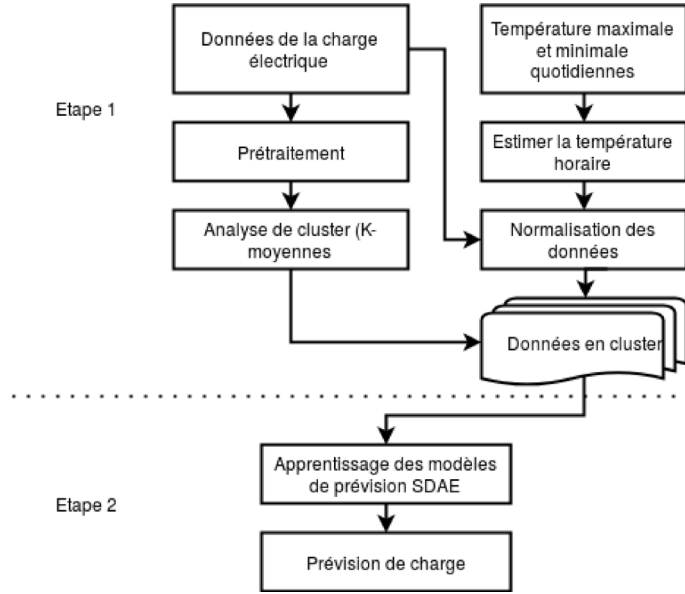 Données de la charge
électrique
Température maximale
et minimale
quotidiennes
Etape 1
Prétraitement
Estimer la température
horaire
Analyse de cluster (K-
moyennes
Normalisation des
données
Données en cluster
Apprentissage des modèles
de prévision SDAE
Etape 2
Prévision de charge